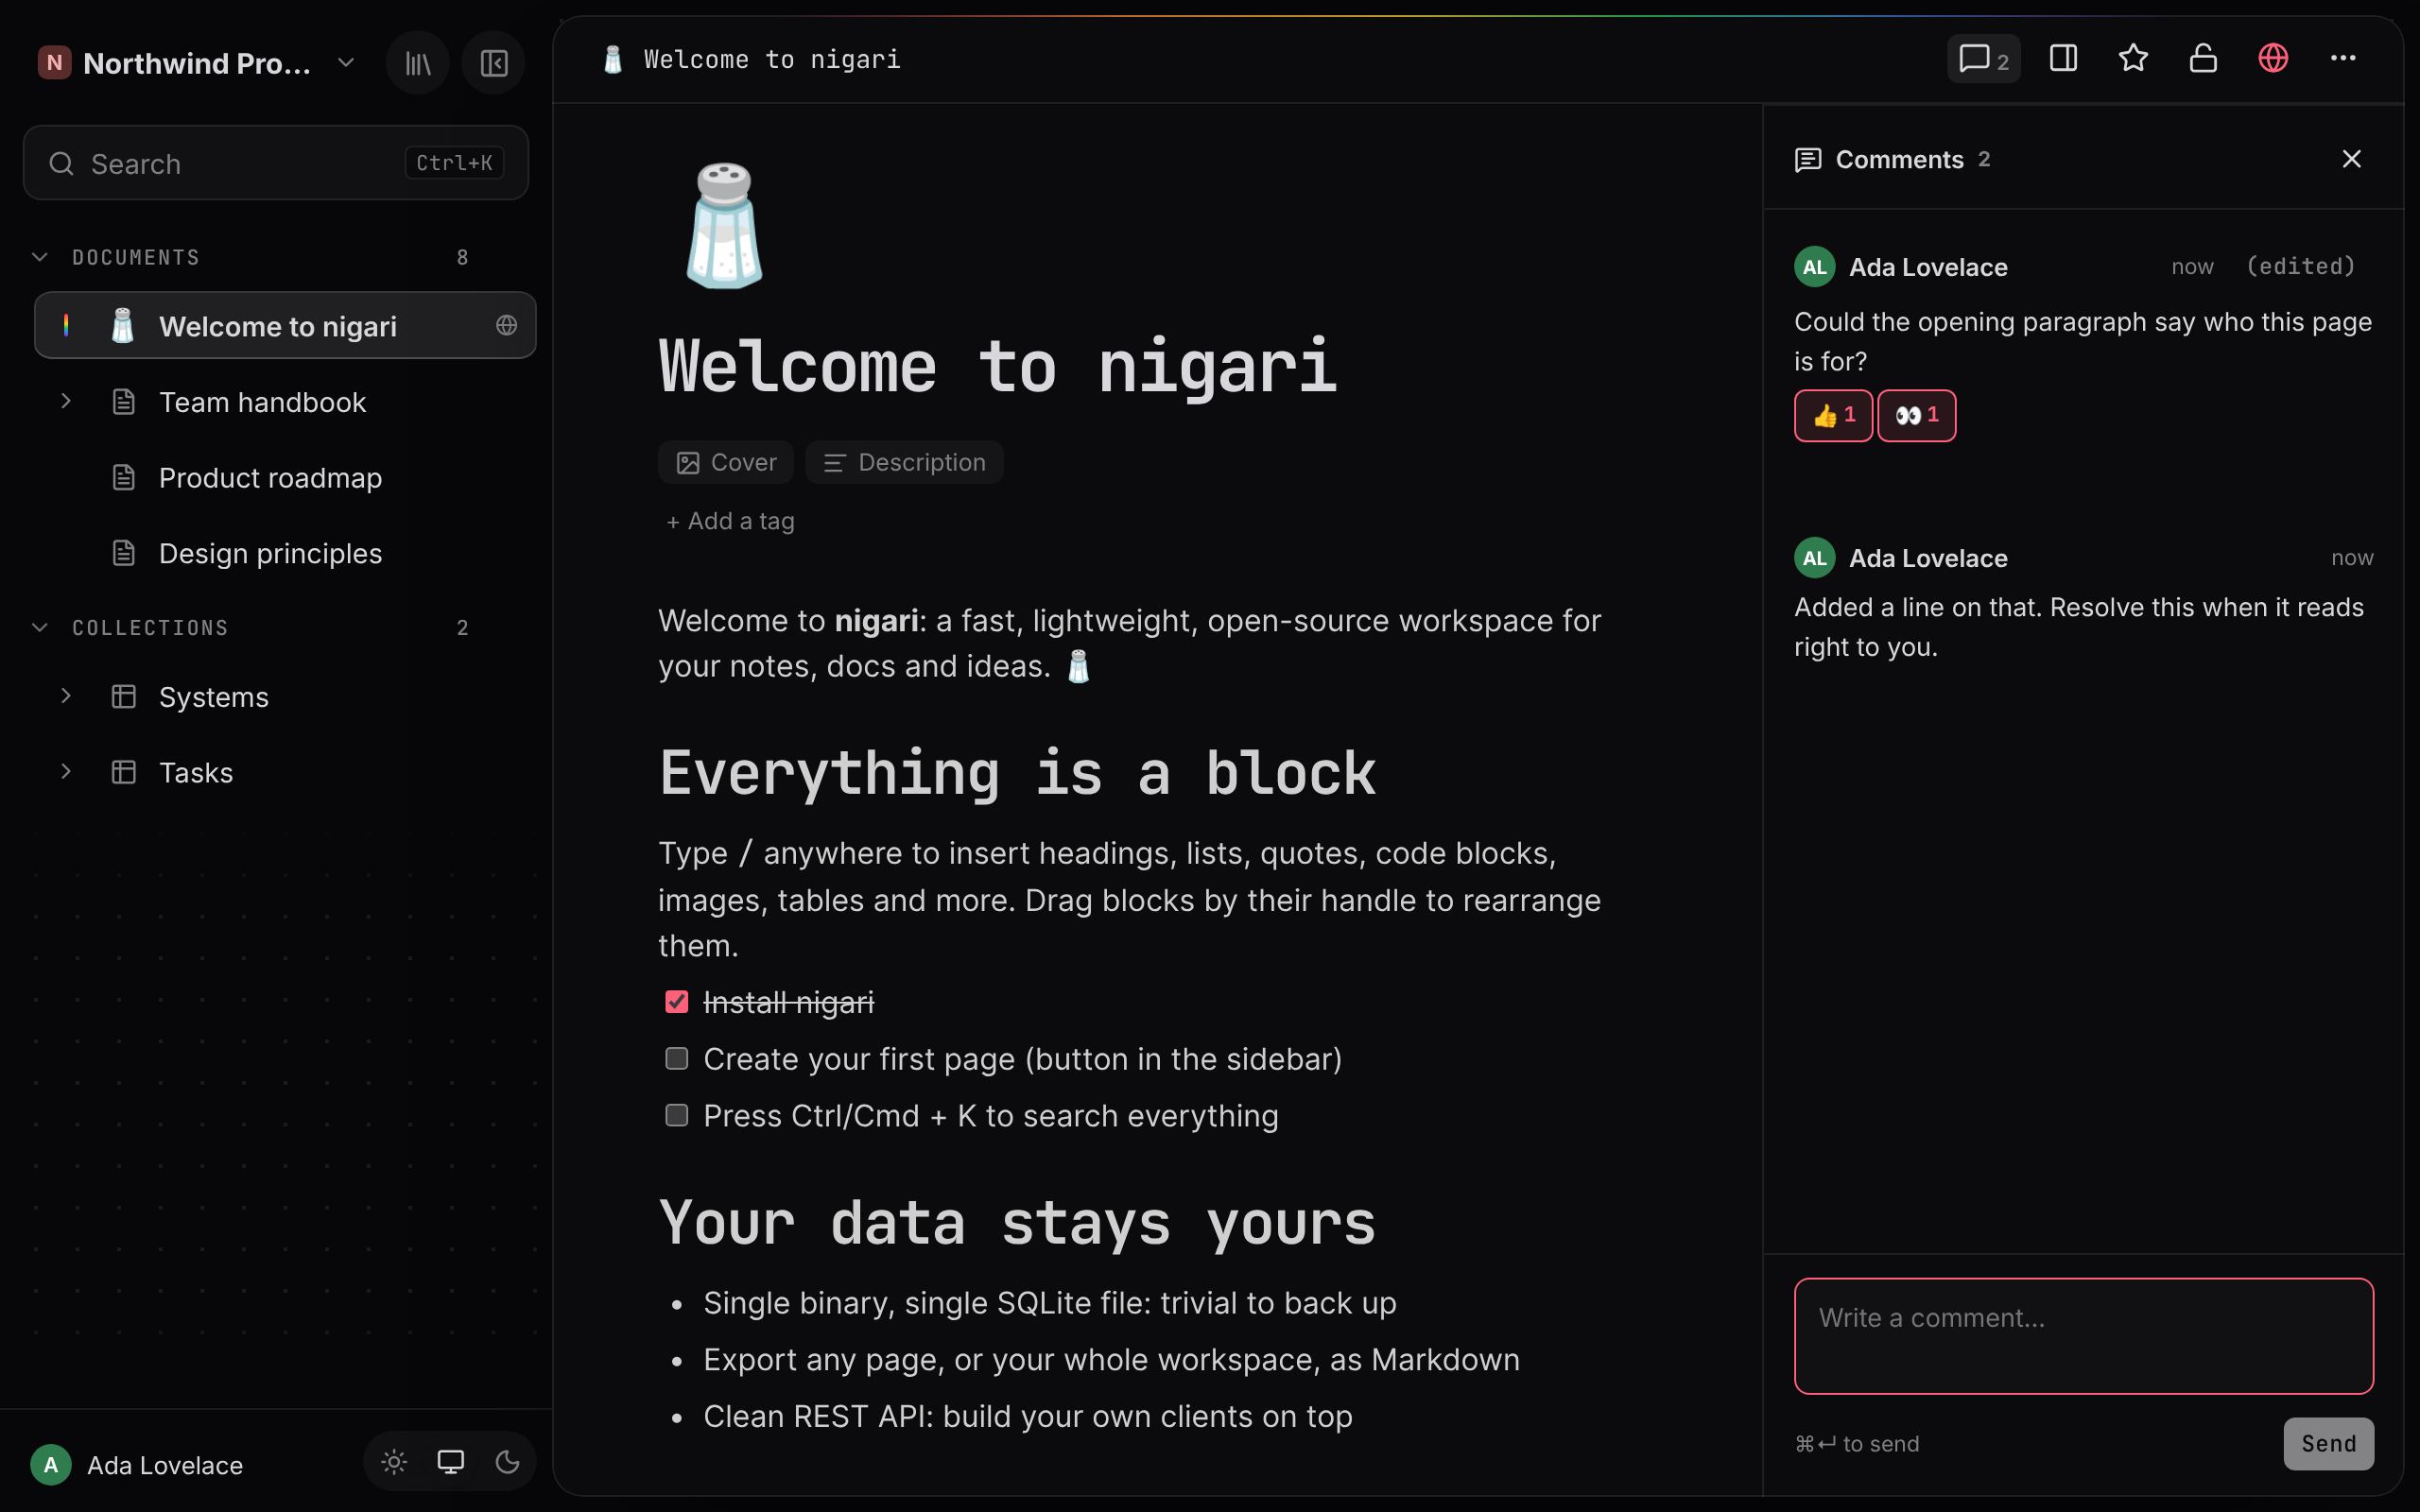 N Northwind Pro...
Search Ctrl+K
DOCUMENTS 8
Welcome to nigari
Team handbook
Product roadmap
Design principles
COLLECTIONS 2
Systems
Tasks
A Ada Lovelace
Welcome to nigari
2
Welcome to nigari
Cover Description
+ Add a tag
Welcome to nigari: a fast, lightweight, open-source workspace for
your notes, docs and ideas.
Everything is a block
Type / anywhere to insert headings, lists, quotes, code blocks,
images, tables and more. Drag blocks by their handle to rearrange
them.
Install nigari
Create your first page (button in the sidebar)
Press Ctrl/Cmd + K to search everything
Your data stays yours
• Single binary, single SQLite file: trivial to back up
• Export any page, or your whole workspace, as Markdown
• Clean REST API: build your own clients on top
Comments 2
AL Ada Lovelace now (edited)
Could the opening paragraph say who this page
is for?
👍 1 👀 1
AL Ada Lovelace now
Added a line on that. Resolve this when it reads
right to you.
Write a comment...
⌘↵ to send
Send